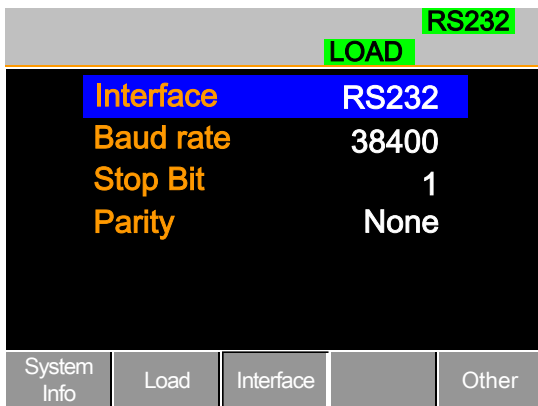 RS232
LOAD
Interface RS232
Baud rate 38400
Stop Bit 1
Parity None
System Info Load Interface Other